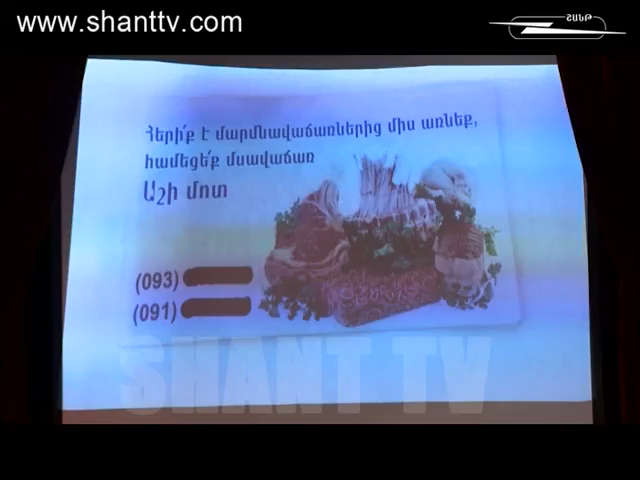 www.shanttv.com
ՇԱՆԹ
Հերի՛ք է մարմնավաճառներից միս առնեք,
համեցե՛ք մսավաճառ
Աշի մոտ
(093)
(091)
SHANT TV